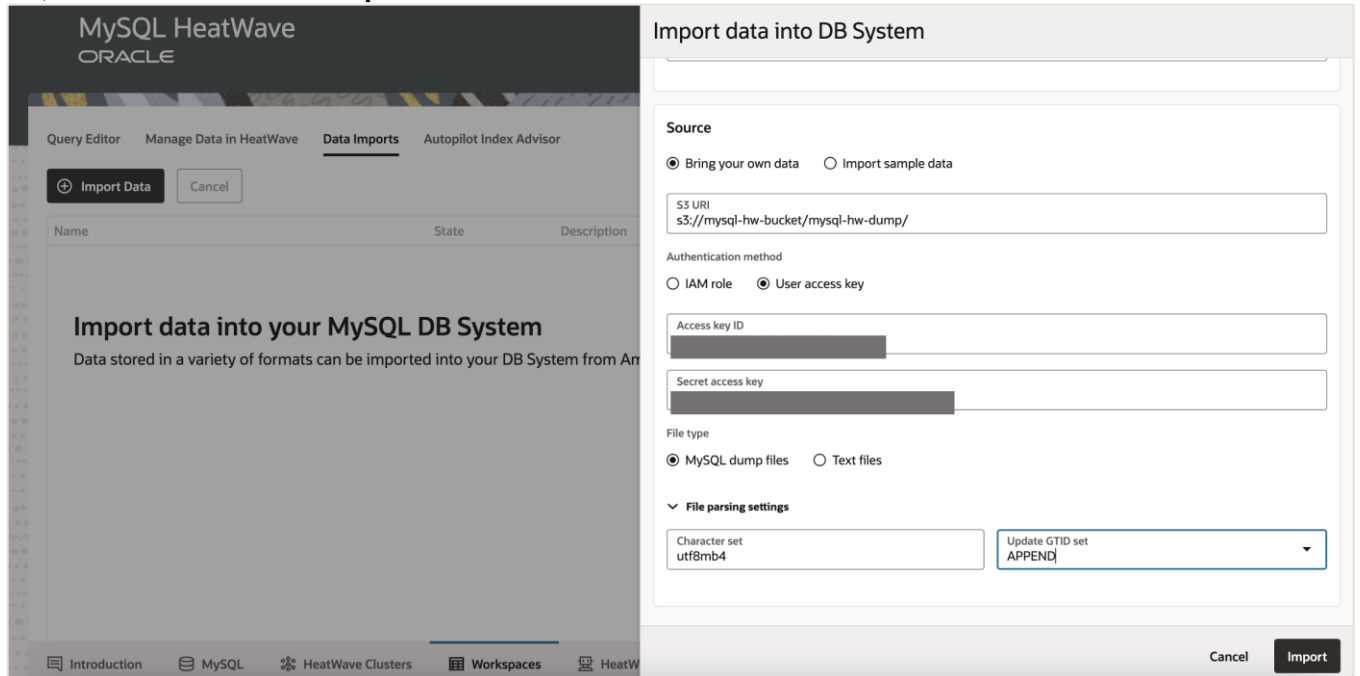 MySQL HeatWave
ORACLE
Query Editor Manage Data in HeatWave Data Imports Autopilot Index Advisor
Import Data Cancel
Name State Description
Import data into your MySQL DB System
Data stored in a variety of formats can be imported into your DB System from Am
Introduction MySQL HeatWave Clusters Workspaces HeatW
Import data into DB System
Source
Bring your own data Import sample data
S3 URI
s3://mysql-hw-bucket/mysql-hw-dump/
Authentication method
IAM role User access key
Access key ID
Secret access key
File type
MySQL dump files Text files
File parsing settings
Character set Update GTID set
utf8mb4 APPEND
Cancel Import